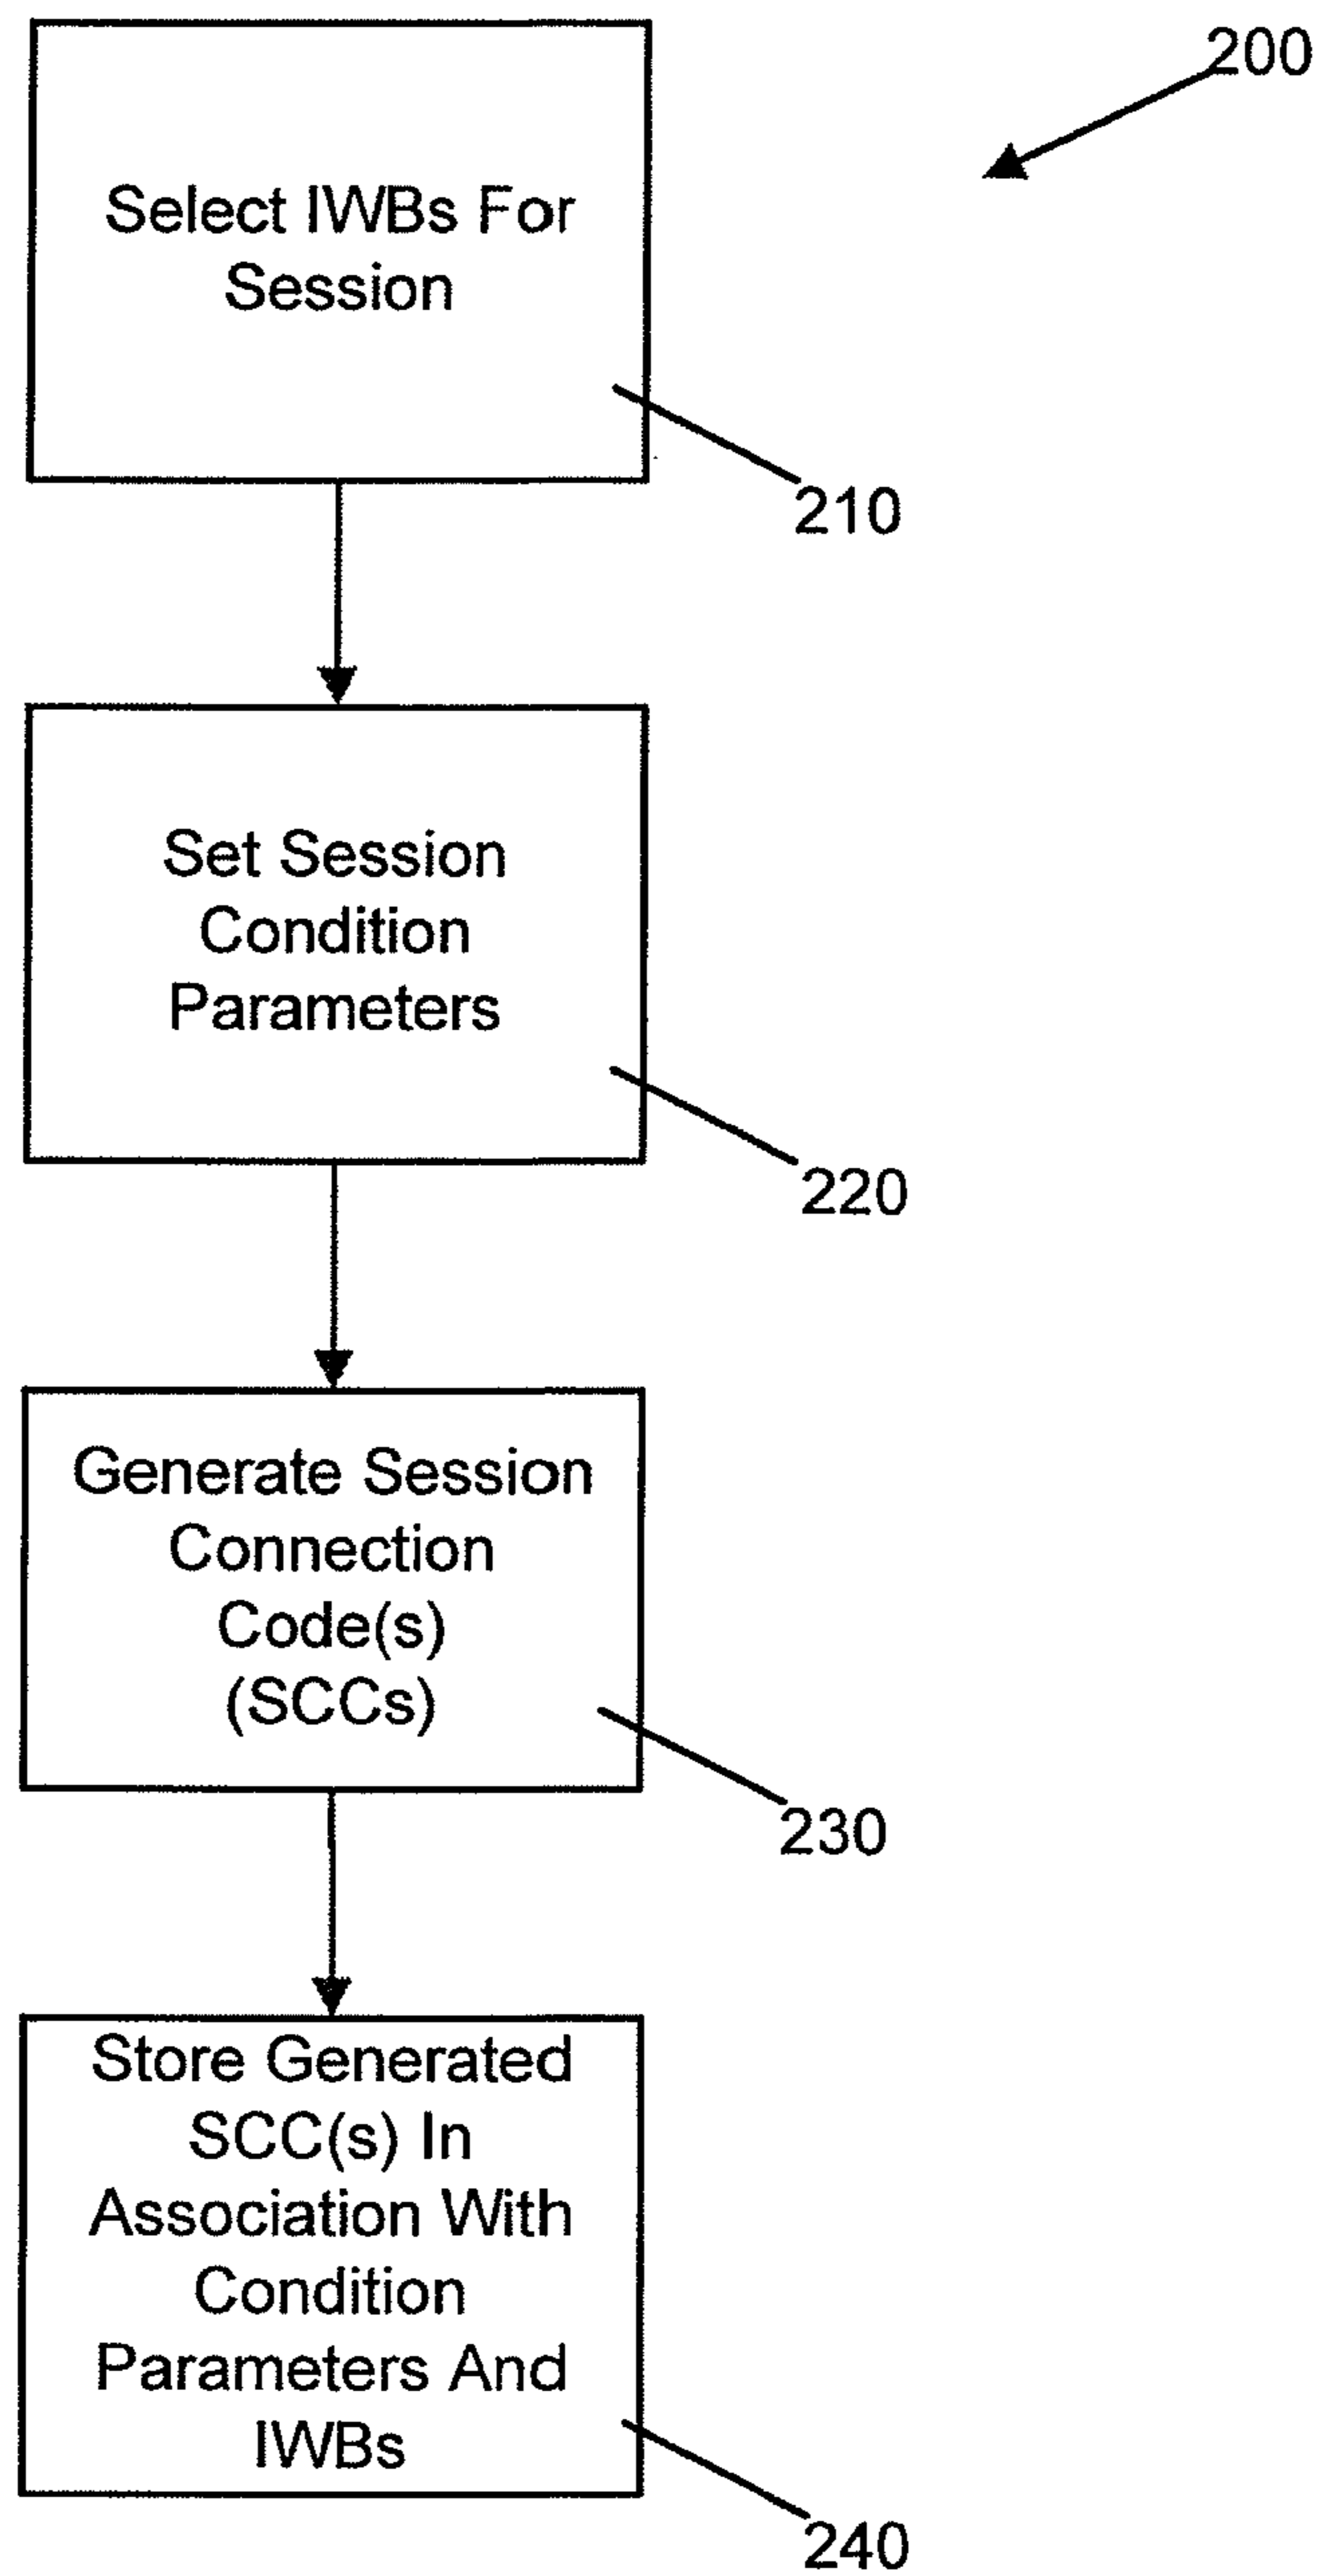 200
Select IWBs For
Session
210
Set Session
Condition
Parameters
220
Generate Session
Connection
Code(s)
(SCCs)
230
Store Generated
SCC(s) In
Association With
Condition
Parameters And
IWBs
240